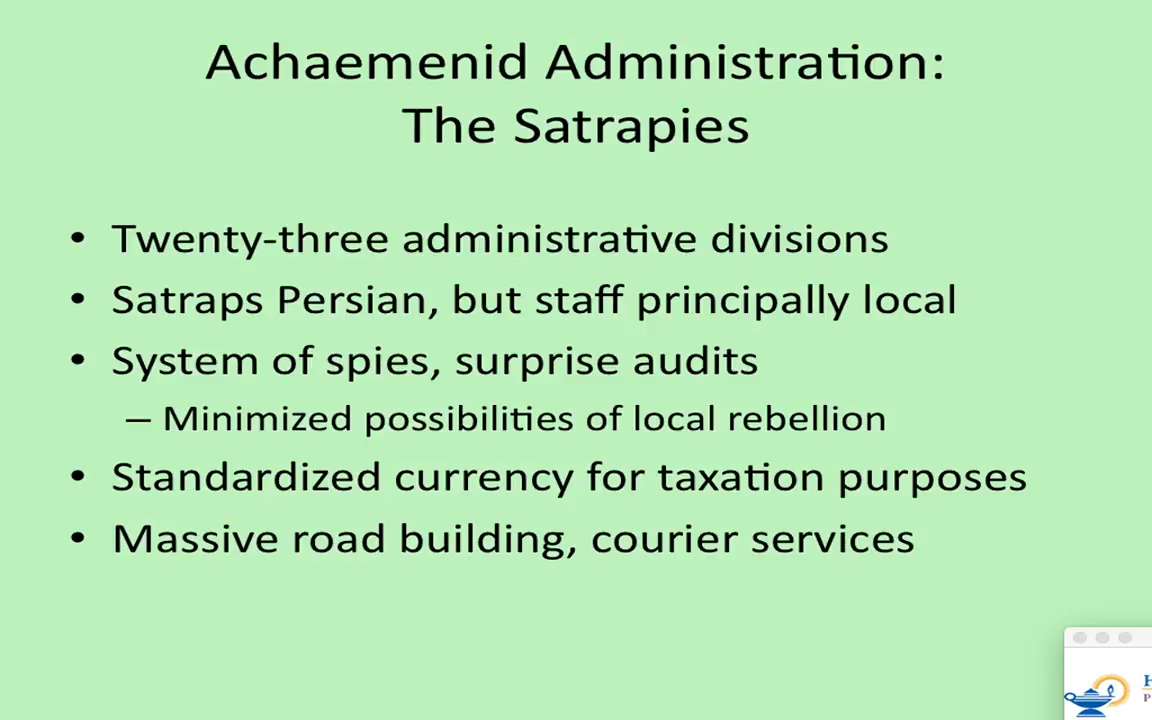 Achaemenid Administration:
The Satrapies
• Twenty-three administrative divisions
• Satraps Persian, but staff principally local
• System of spies, surprise audits
– Minimized possibilities of local rebellion
• Standardized currency for taxation purposes
• Massive road building, courier services
H
P